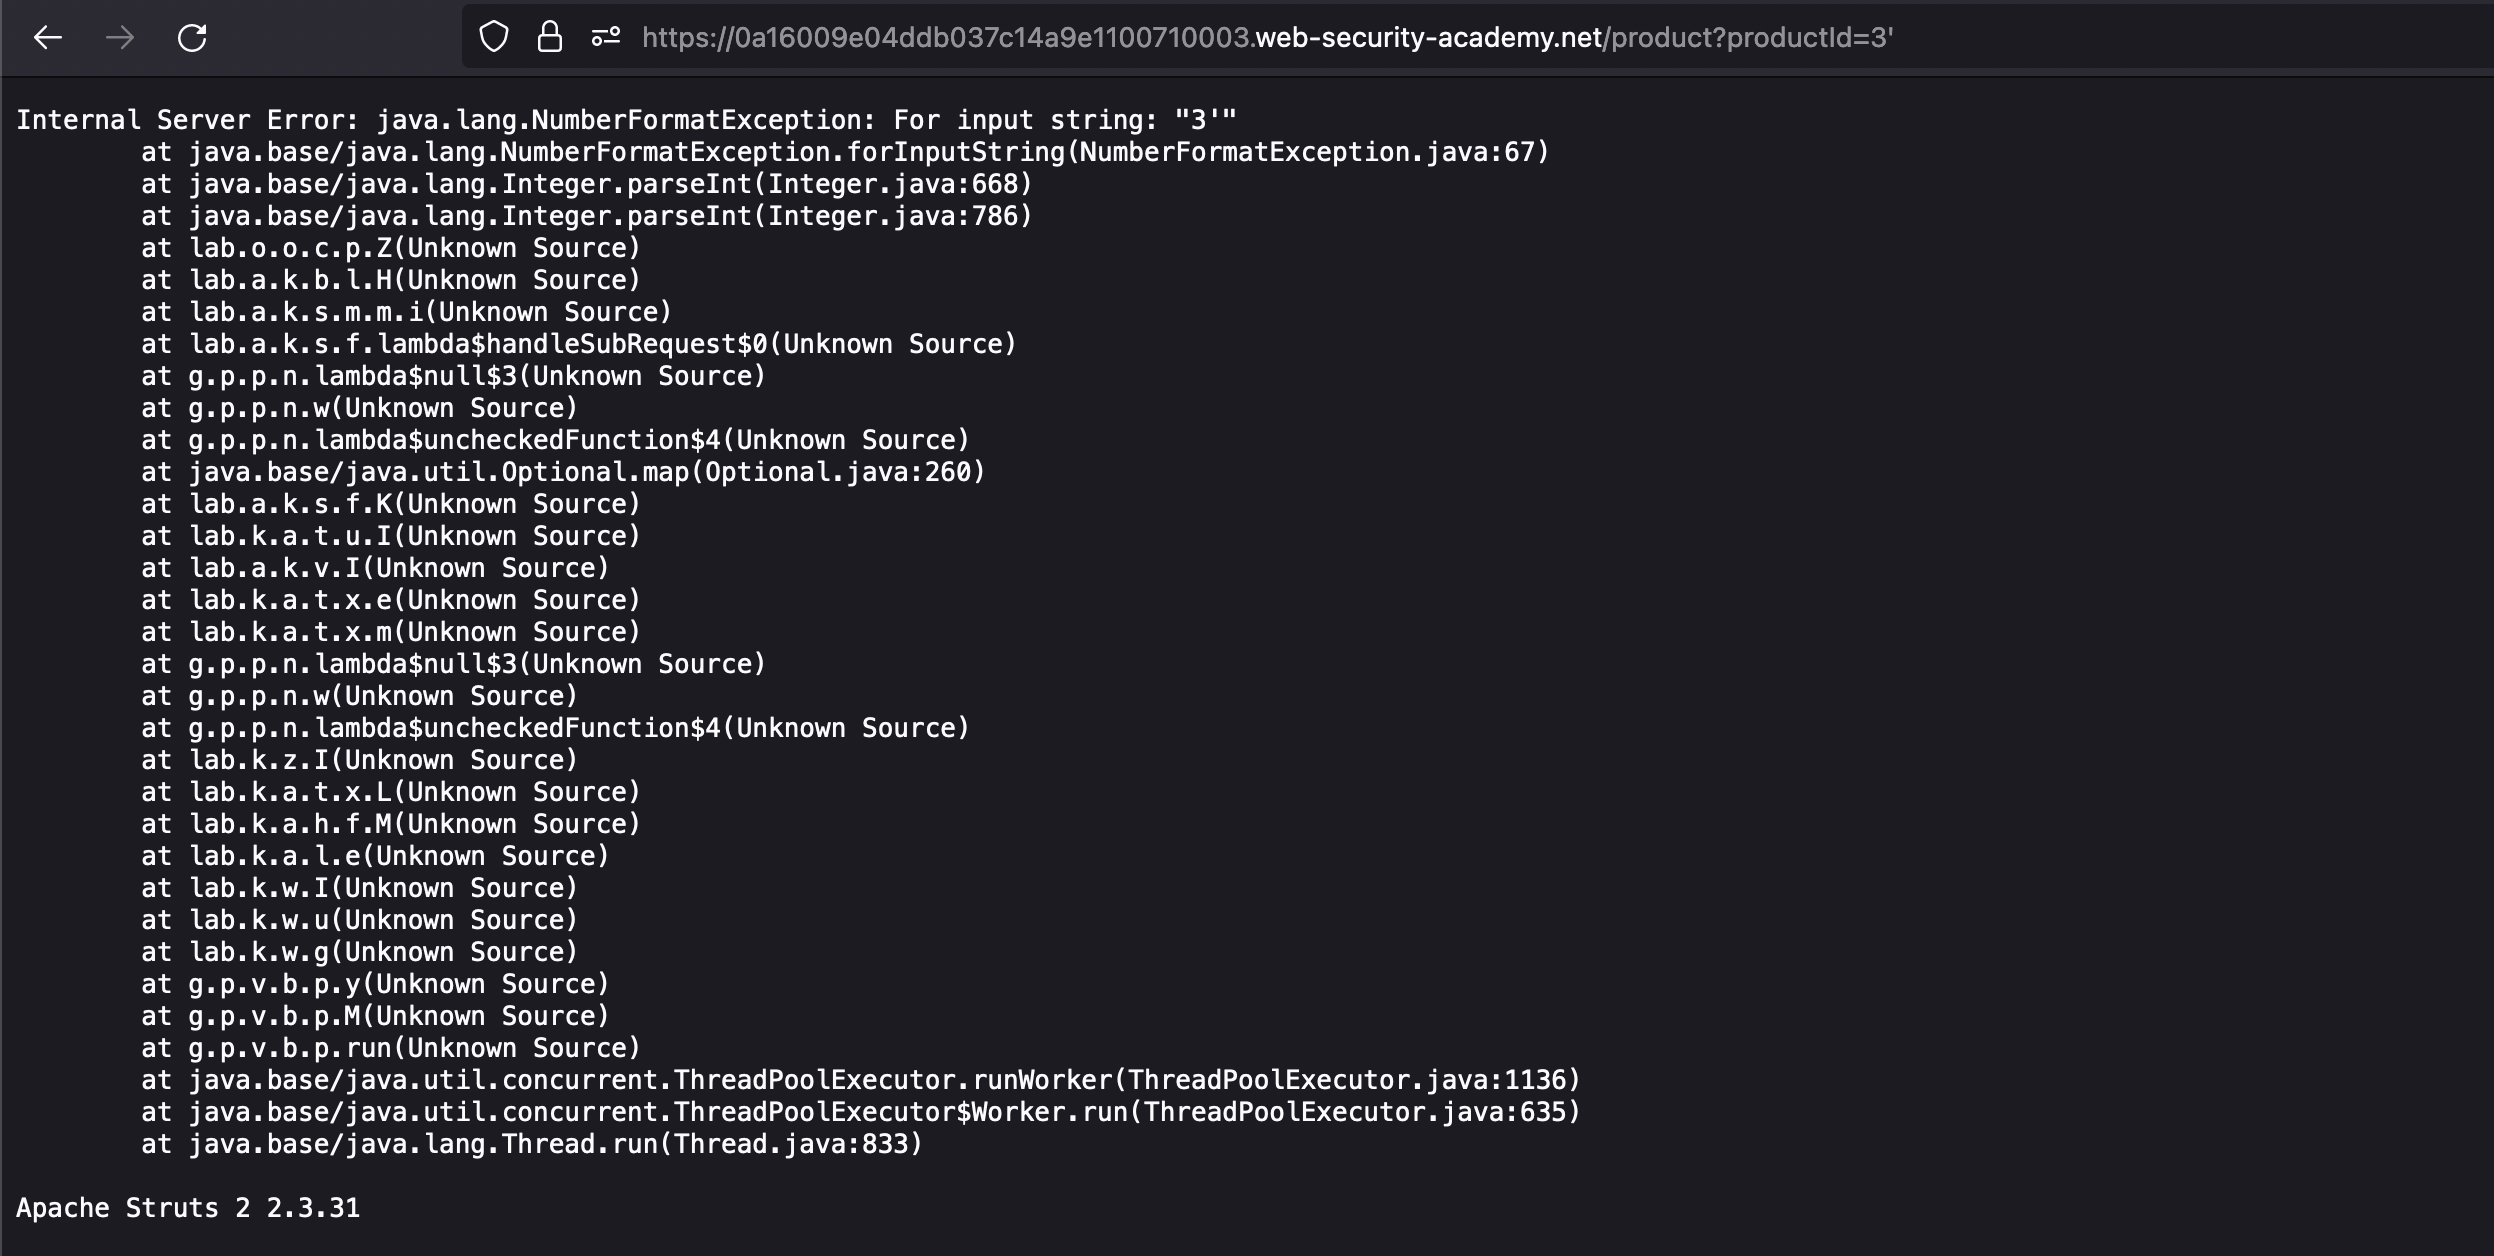 https://0a16009e04ddb037c14a9e1100710003.web-security-academy.net/product?productId=3'
Internal Server Error: java.lang.NumberFormatException: For input string: "3'"
at java.base/java.lang.NumberFormatException.forInputString(NumberFormatException.java:67)
at java.base/java.lang.Integer.parseInt(Integer.java:668)
at java.base/java.lang.Integer.parseInt(Integer.java:786)
at lab.o.o.c.p.Z(Unknown Source)
at lab.a.k.b.l.H(Unknown Source)
at lab.a.k.s.m.m.i(Unknown Source)
at lab.a.k.s.f.lambda$handleSubRequest$0(Unknown Source)
at g.p.p.n.lambda$null$3(Unknown Source)
at g.p.p.n.w(Unknown Source)
at g.p.p.n.lambda$uncheckedFunction$4(Unknown Source)
at java.base/java.util.Optional.map(Optional.java:260)
at lab.a.k.s.f.K(Unknown Source)
at lab.k.a.t.u.I(Unknown Source)
at lab.a.k.v.I(Unknown Source)
at lab.k.a.t.x.e(Unknown Source)
at lab.k.a.t.x.m(Unknown Source)
at g.p.p.n.lambda$null$3(Unknown Source)
at g.p.p.n.w(Unknown Source)
at g.p.p.n.lambda$uncheckedFunction$4(Unknown Source)
at lab.k.z.I(Unknown Source)
at lab.k.a.t.x.L(Unknown Source)
at lab.k.a.h.f.M(Unknown Source)
at lab.k.a.l.e(Unknown Source)
at lab.k.w.I(Unknown Source)
at lab.k.w.u(Unknown Source)
at lab.k.w.g(Unknown Source)
at g.p.v.b.p.y(Unknown Source)
at g.p.v.b.p.M(Unknown Source)
at g.p.v.b.p.run(Unknown Source)
at java.base/java.util.concurrent.ThreadPoolExecutor.runWorker(ThreadPoolExecutor.java:1136)
at java.base/java.util.concurrent.ThreadPoolExecutor$Worker.run(ThreadPoolExecutor.java:635)
at java.base/java.lang.Thread.run(Thread.java:833)
Apache Struts 2 2.3.31